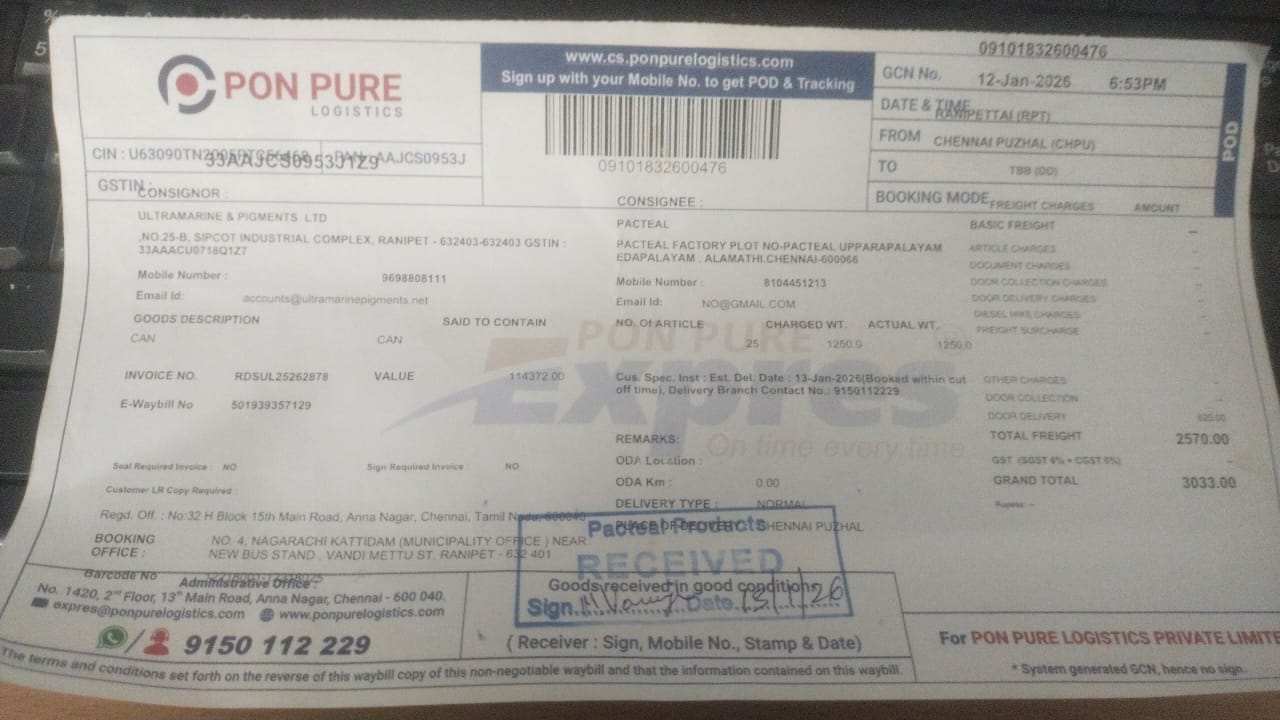 PON PURE
LOGISTICS
www.cs.ponpurelogistics.com
Sign up with your Mobile No. to get POD & Tracking
09101832600476
09101832600476
GCN No.
12-Jan-2026 6:53PM
DATE & TIME
RANIPETTAI (RPT)
FROM
CHENNAI PUZHAL (CHPU)
TO
TBB (DD)
BOOKING MODE
POD
CIN : U63090TN2005PTC
PAN : AAJCS0953J
33AAJCS0953J1Z9
GSTIN :
CONSIGNOR :
ULTRAMARINE & PIGMENTS LTD
,NO.25-B, SIPCOT INDUSTRIAL COMPLEX, RANIPET - 632403-632403 GSTIN :
33AAACU0718Q1Z7
Mobile Number : 9698808111
Email Id: accounts@ultramarinepigments.net
GOODS DESCRIPTION SAID TO CONTAIN
CAN CAN
INVOICE NO. RDSUL25262878 VALUE 114372.00
E-Waybill No 501939357129
Seal Required Invoice : NO Sign Required Invoice : NO
Customer LR Copy Required :
CONSIGNEE :
PACTEAL
PACTEAL FACTORY PLOT NO-PACTEAL UPPARAPALAYAM
EDAPALAYAM , ALAMATHI.CHENNAI-600066
Mobile Number : 8104451213
Email Id: NO@GMAIL.COM
NO. Of ARTICLE CHARGED WT. ACTUAL WT.
25 1250.0 1250.0
Cus. Spec. Inst : Est. Del. Date : 13-Jan-2026(Booked within cut
off time), Delivery Branch Contact No.: 9150112229
REMARKS:
ODA Location :
ODA Km : 0.00
DELIVERY TYPE : NORMAL
PLACE OF DELIVERY : CHENNAI PUZHAL
PON PURE
Expres
On time every time
FREIGHT CHARGES AMOUNT
BASIC FREIGHT --
ARTICLE CHARGES
DOCUMENT CHARGES
DOOR COLLECTION CHARGES
DOOR DELIVERY CHARGES
DIESEL HIKE CHARGES
FREIGHT SURCHARGE
OTHER CHARGES
DOOR COLLECTION
DOOR DELIVERY 625.00
TOTAL FREIGHT 2570.00
GST
GRAND TOTAL 3033.00
Rupees: --
Regd. Off. : No:32 H Block 15th Main Road, Anna Nagar, Chennai, Tamil Nadu, 600040
BOOKING OFFICE :
NO. 4, NAGARACHI KATTIDAM (MUNICIPALITY OFFICE ) NEAR
NEW BUS STAND , VANDI METTU ST, RANIPET - 632 401
Barcode No
Administrative Office :
No. 1420, 2nd Floor, 13th Main Road, Anna Nagar, Chennai - 600 040.
expres@ponpurelogistics.com www.ponpurelogistics.com
9150 112 229
Pacteal Products
RECEIVED
Goods received in good condition
Sign. Date. 13/1/26
( Receiver : Sign, Mobile No., Stamp & Date)
For PON PURE LOGISTICS PRIVATE LIMITE
* System generated GCN, hence no sign.
The terms and conditions set forth on the reverse of this waybill copy of this non-negotiable waybill and that the information contained on this waybill.